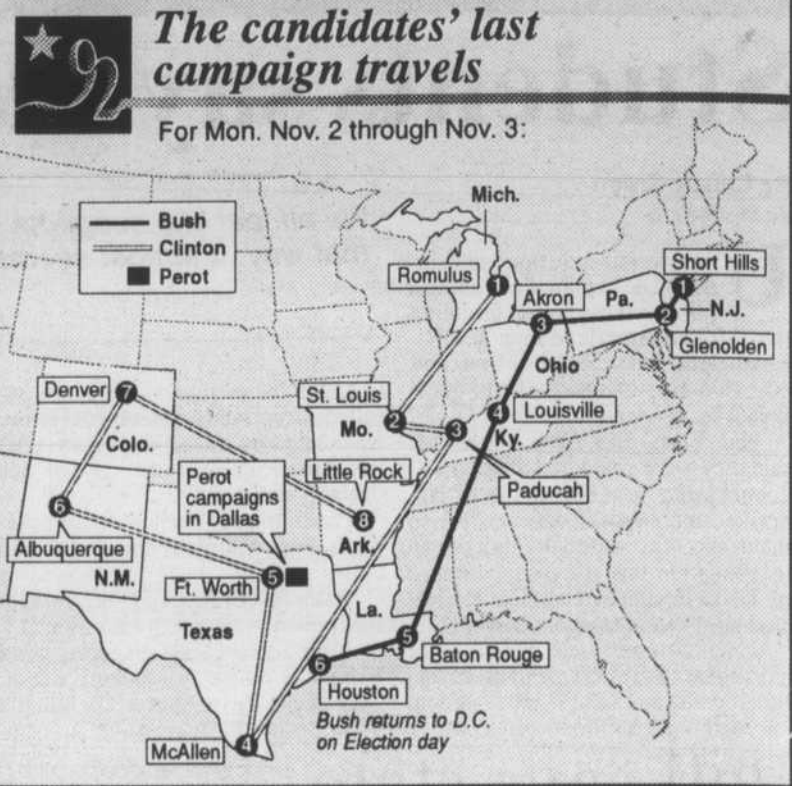 '92
The candidates' last
campaign travels
For Mon. Nov. 2 through Nov. 3:
Bush
Clinton
Perot
Mich.
Romulus
1
Akron
3
Pa.
Short Hills
1
2
N.J.
Glenolden
Ohio
Denver
7
Colo.
St. Louis
2
Mo.
3
4
Louisville
Ky.
Paducah
Perot
campaigns
in Dallas
Little Rock
8
Ark.
6
Albuquerque
N.M.
Ft. Worth
5
Texas
La.
5
Baton Rouge
6
Houston
Bush returns to D.C.
on Election day
McAllen
4